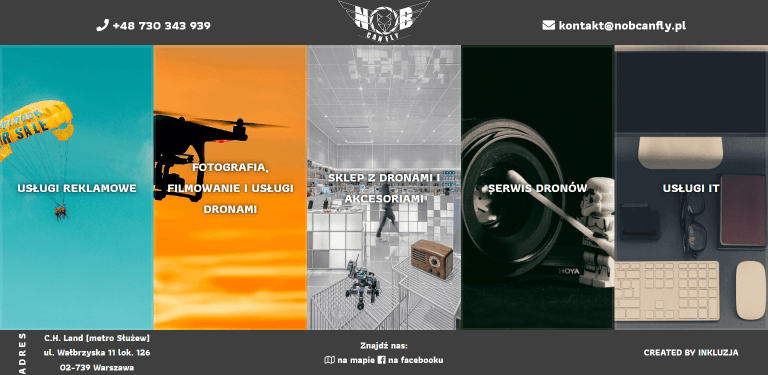 +48 730 343 939
NOB
CAN FLY
kontakt@nobcanfly.pl
FOR SALE
USŁUGI REKLAMOWE
FOTOGRAFIA,
FILMOWANIE I USŁUGI
DRONAMI
SKLEP Z DRONAMI I
AKCESORIAMI
SERWIS DRONÓW
HOYA
USŁUGI IT
ADRES
C.H. Land (metro Służew)
ul. Wałbrzyska 11 lok. 126
02-739 Warszawa
Znajdź nas:
na mapie na facebooku
CREATED BY INKLUZJA